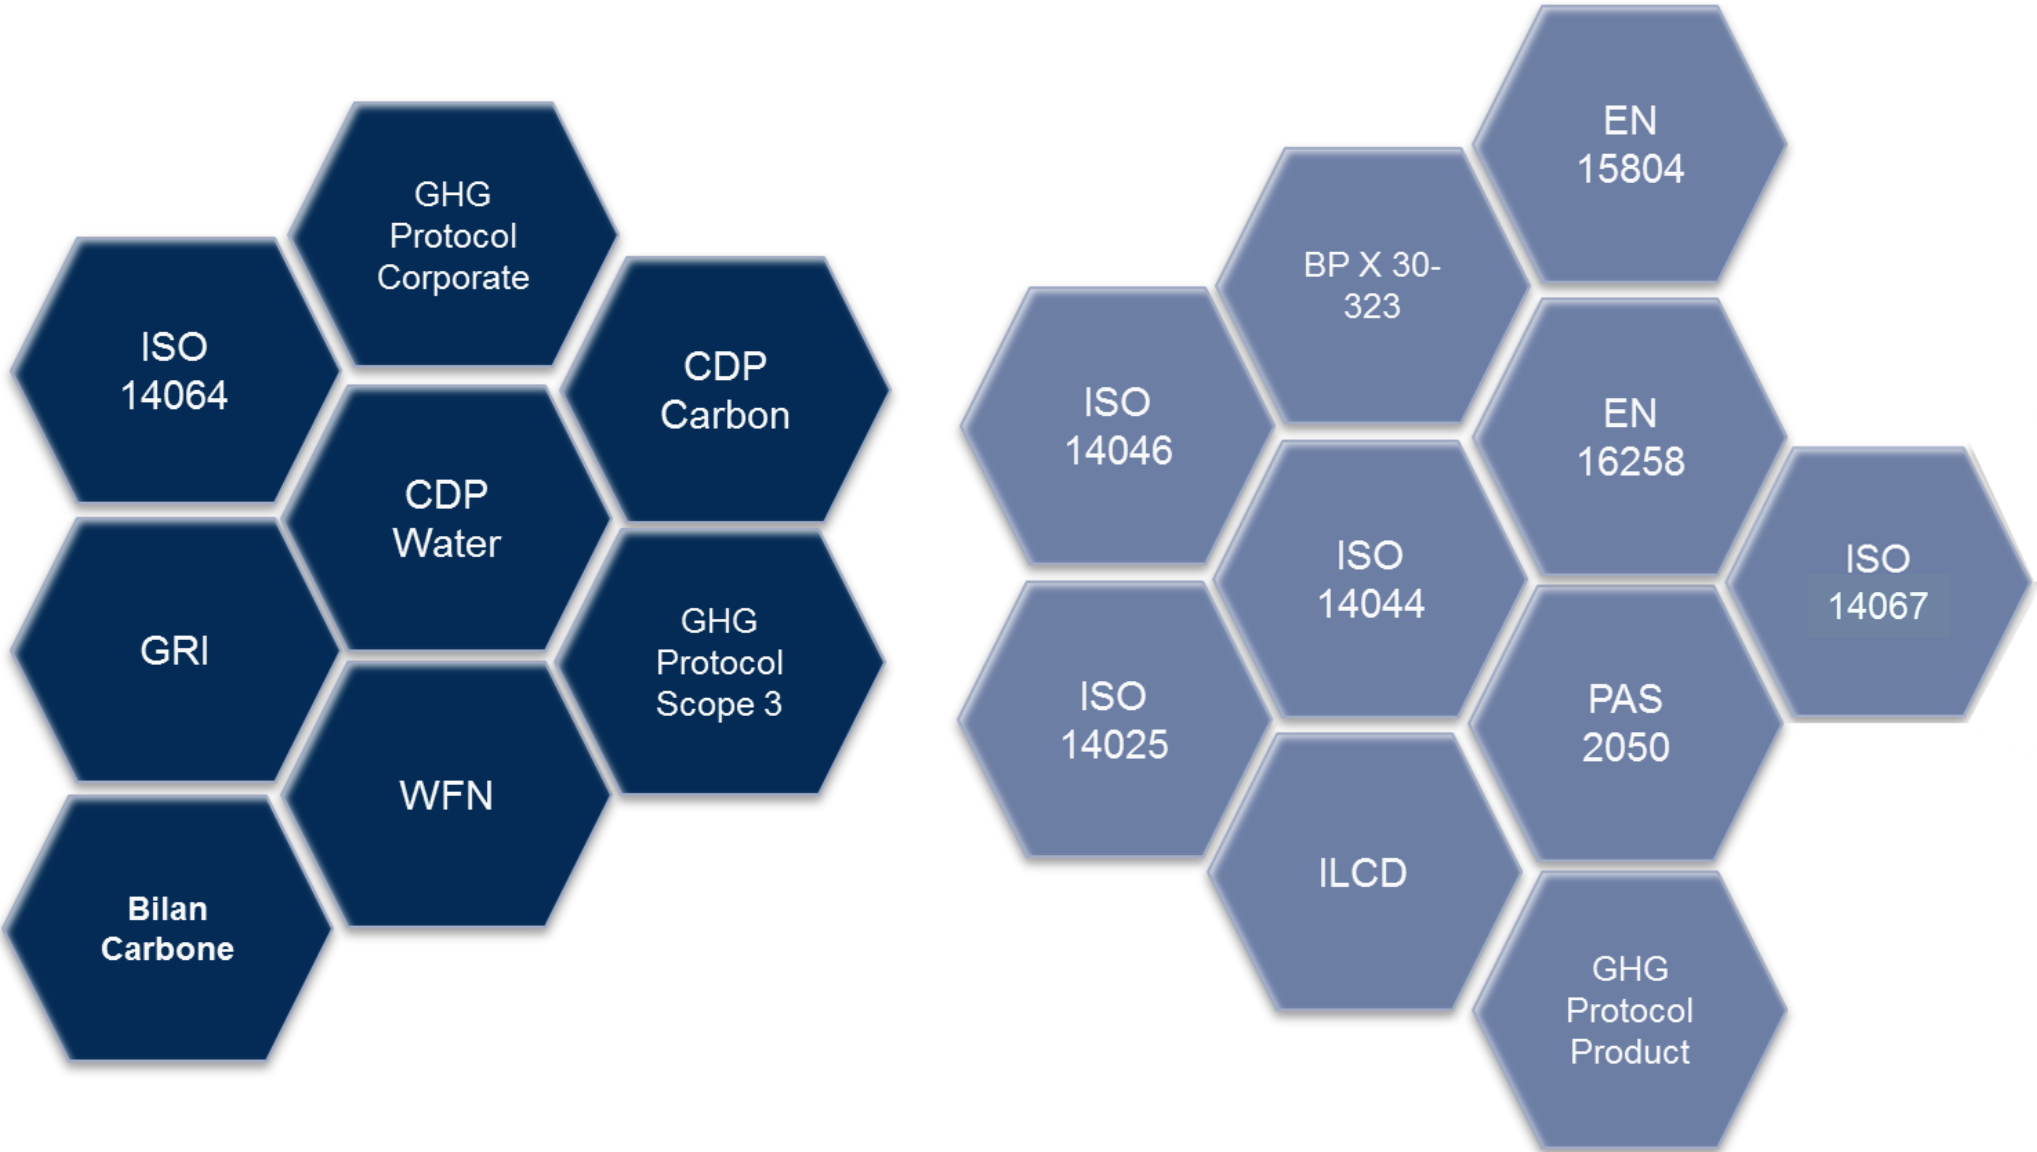 GHG
Protocol
Corporate
ISO
14064
CDP
Carbon
CDP
Water
GRI
GHG
Protocol
Scope 3
WFN
Bilan
Carbone
EN
15804
BP X 30-
323
ISO
14046
EN
16258
ISO
14044
ISO
14067
ISO
14025
PAS
2050
ILCD
GHG
Protocol
Product